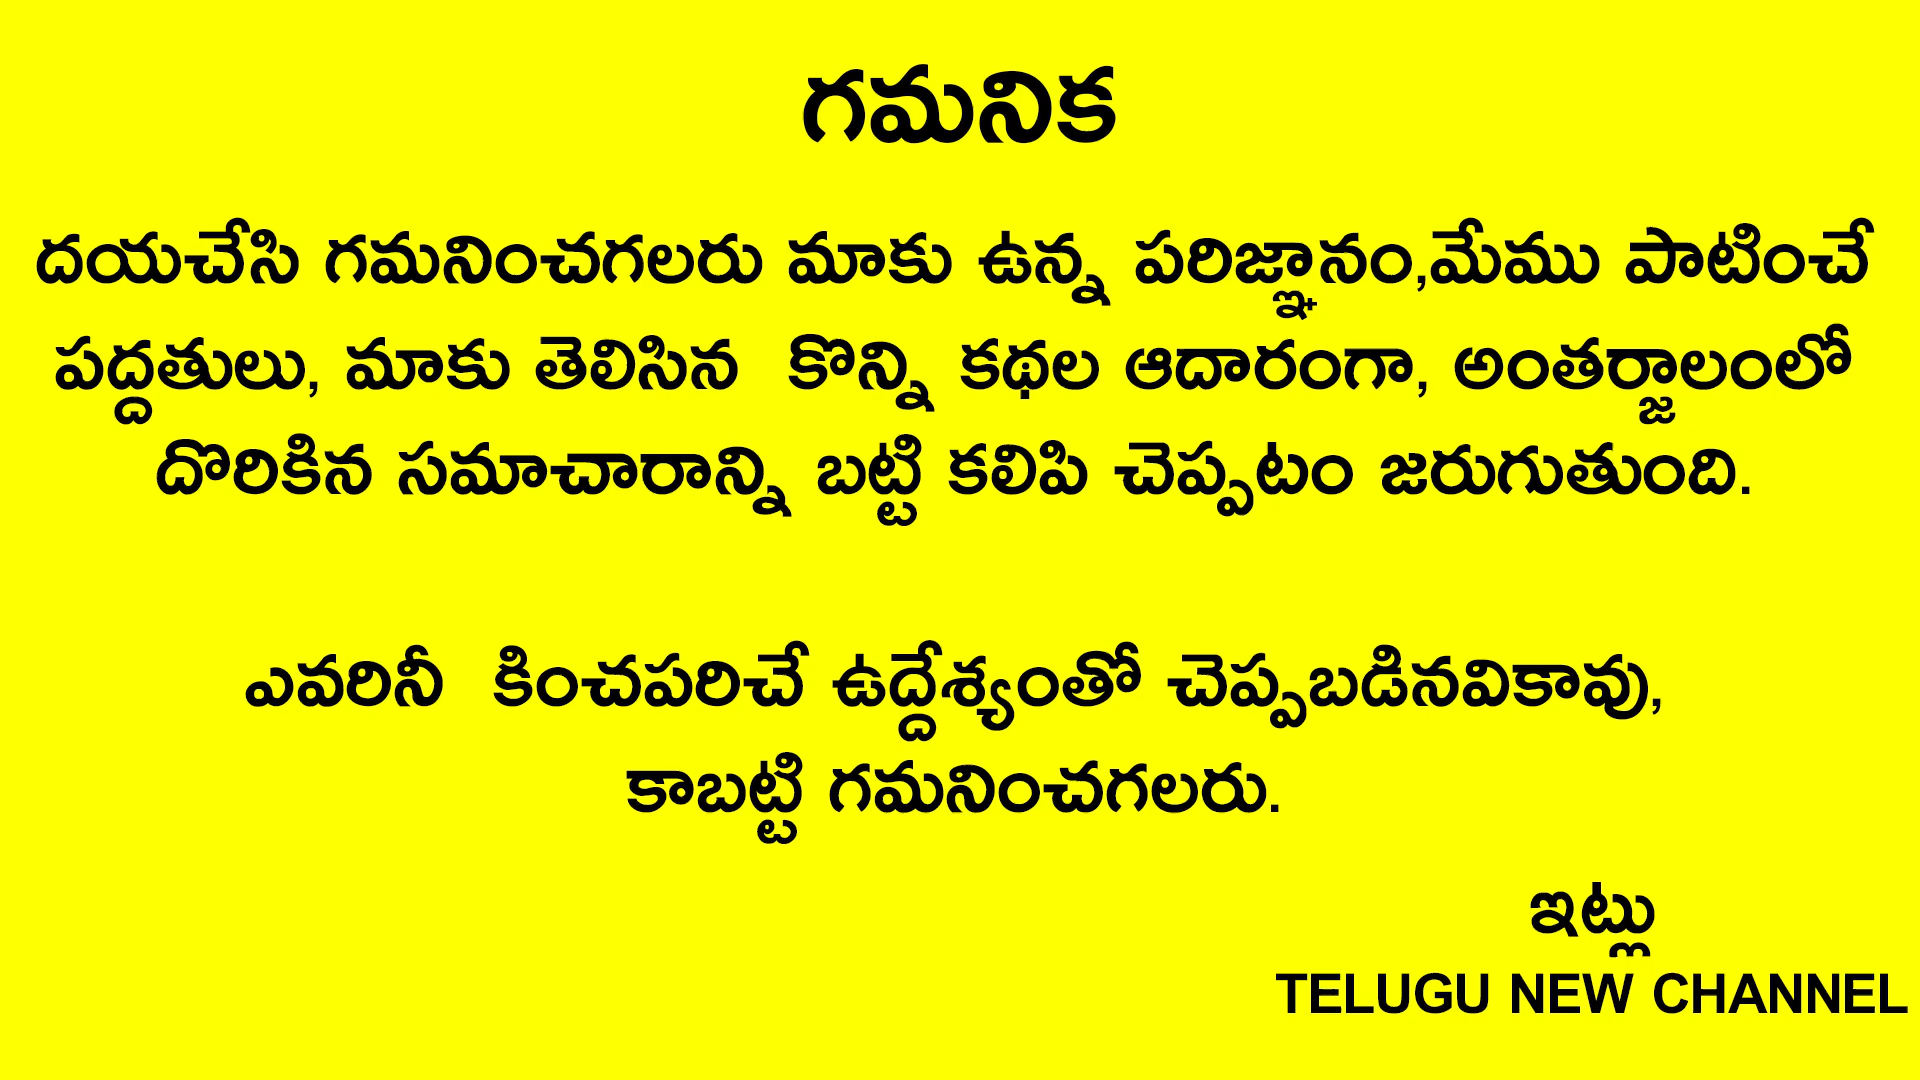 గమనిక
దయచేసి గమనించగలరు మాకు ఉన్న పరిజ్ఞానం,మేము పాటించే
పద్దతులు, మాకు తెలిసిన కొన్ని కథల ఆదారంగా, అంతర్జాలంలో
దొరికిన సమాచారాన్ని బట్టి కలిపి చెప్పటం జరుగుతుంది.
ఎవరినీ కించపరిచే ఉద్దేశ్యంతో చెప్పబడినవికావు,
కాబట్టి గమనించగలరు.
ఇట్లు
TELUGU NEW CHANNEL